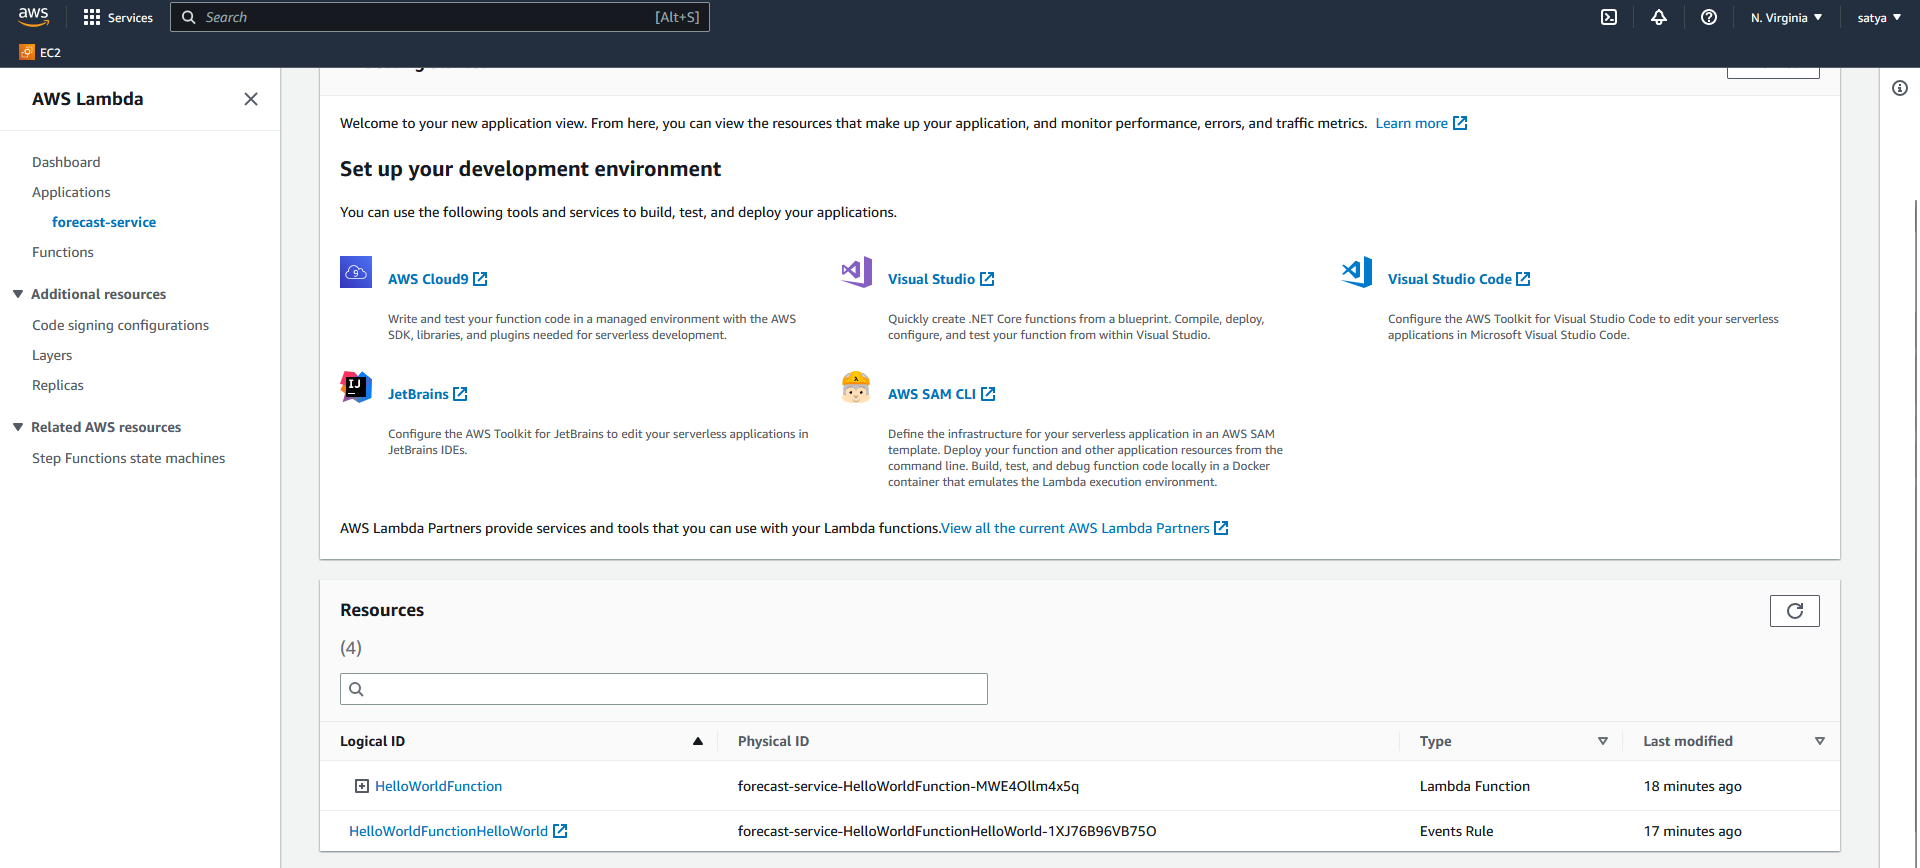 aws
Services
Search
[Alt+S]
N. Virginia
satya
EC2
AWS Lambda
Dashboard
Applications
forecast-service
Functions
Additional resources
Code signing configurations
Layers
Replicas
Related AWS resources
Step Functions state machines
Welcome to your new application view. From here, you can view the resources that make up your application, and monitor performance, errors, and traffic metrics. Learn more
Set up your development environment
You can use the following tools and services to build, test, and deploy your applications.
AWS Cloud9
Write and test your function code in a managed environment with the AWS
SDK, libraries, and plugins needed for serverless development.
Visual Studio
Quickly create .NET Core functions from a blueprint. Compile, deploy,
configure, and test your function from within Visual Studio.
Visual Studio Code
Configure the AWS Toolkit for Visual Studio Code to edit your serverless
applications in Microsoft Visual Studio Code.
IJ
JetBrains
Configure the AWS Toolkit for JetBrains to edit your serverless applications in
JetBrains IDEs.
AWS SAM CLI
Define the infrastructure for your serverless application in an AWS SAM
template. Deploy your function and other application resources from the
command line. Build, test, and debug function code locally in a Docker
container that emulates the Lambda execution environment.
AWS Lambda Partners provide services and tools that you can use with your Lambda functions.View all the current AWS Lambda Partners
Resources
(4)
Logical ID Physical ID Type Last modified
HelloWorldFunction forecast-service-HelloWorldFunction-MWE4Ollm4x5q Lambda Function 18 minutes ago
HelloWorldFunctionHelloWorld forecast-service-HelloWorldFunctionHelloWorld-1XJ76B96VB75O Events Rule 17 minutes ago